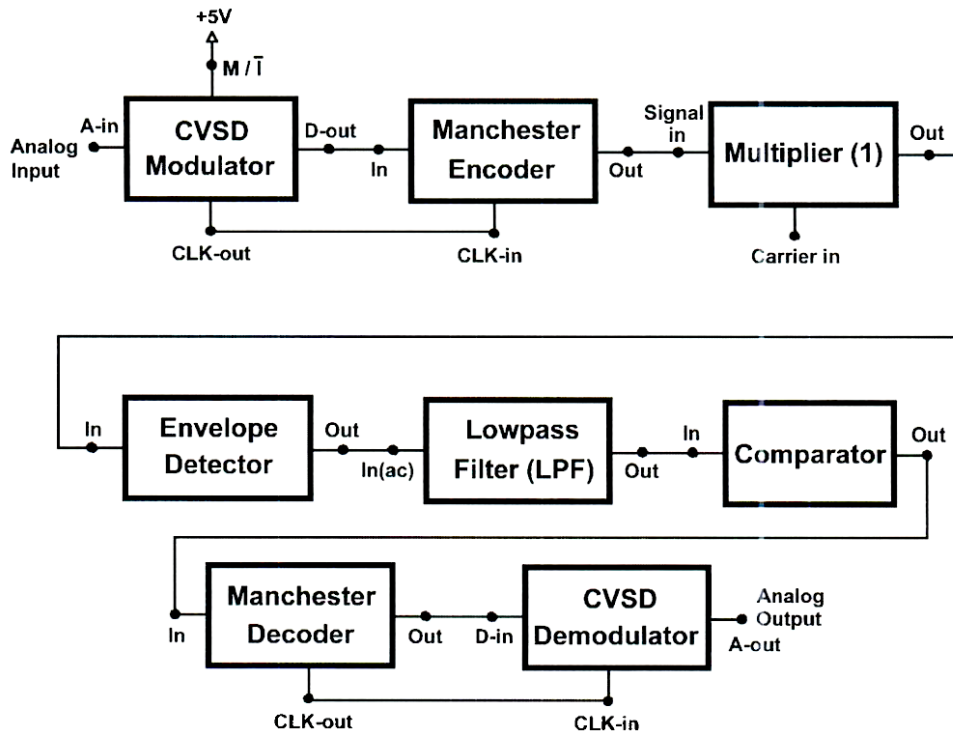 +5V
M / Ī
A-in
Analog
Input
CVSD
Modulator
D-out
In
Manchester
Encoder
Out
Signal
in
Multiplier (1)
Out
CLK-out
CLK-in
Carrier in
In
Envelope
Detector
Out
In(ac)
Lowpass
Filter (LPF)
Out
In
Comparator
Out
In
Manchester
Decoder
Out
D-in
CVSD
Demodulator
Analog
Output
A-out
CLK-out
CLK-in